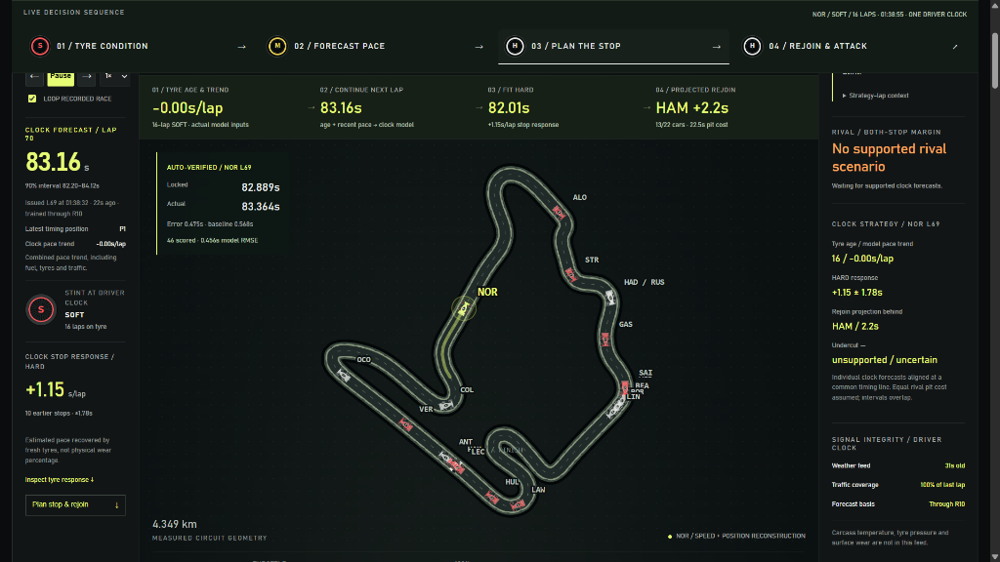 LIVE DECISION SEQUENCE
NOR / SOFT / 16 LAPS · 01:38:55 · ONE DRIVER CLOCK
S 01 / TYRE CONDITION →
M 02 / FORECAST PACE →
H 03 / PLAN THE STOP →
H 04 / REJOIN & ATTACK
← Pause → 1×
LOOP RECORDED RACE
CLOCK FORECAST / LAP 70
83.16 s
90% interval 82.20–84.12s
Issued L69 at 01:38:32 · 22s ago · trained through R10
Latest timing position P1
Clock pace trend -0.00s/lap
Combined pace trend, including fuel, tyres and traffic.
S
STINT AT DRIVER CLOCK
SOFT
16 laps on tyre
CLOCK STOP RESPONSE / HARD
+1.15 s/lap
10 earlier stops · ±1.78s
Estimated pace recovered by fresh tyres, not physical wear percentage.
Inspect tyre response ↓
Plan stop & rejoin ↓
01 / TYRE AGE & TREND
-0.00s/lap
16-lap SOFT · actual model inputs
→
02 / CONTINUE NEXT LAP
83.16s
age + recent pace → clock model
→
03 / FIT HARD
82.01s
+1.15s/lap stop response
→
04 / PROJECTED REJOIN
HAM +2.2s
13/22 cars · 22.5s pit cost
AUTO-VERIFIED / NOR L69
Locked 82.889s
Actual 83.364s
Error 0.475s · baseline 0.568s
46 scored · 0.456s model RMSE
ALO
STR
HAD / RUS
NOR
GAS
OCO
SAI
BEA
LIN
COL
VER
ANT
LEC
HUL
LAW
4.349 km
MEASURED CIRCUIT GEOMETRY
NOR / SPEED + POSITION RECONSTRUCTION
Strategy-lap context
RIVAL / BOTH-STOP MARGIN
No supported rival scenario
Waiting for supported clock forecasts.
CLOCK STRATEGY / NOR L69
Tyre age / model pace trend
16 / -0.00s/lap
HARD response
+1.15 ± 1.78s
Rejoin projection behind
HAM / 2.2s
Undercut —
unsupported / uncertain
Individual clock forecasts aligned at a common timing line. Equal rival pit cost assumed; intervals overlap.
SIGNAL INTEGRITY / DRIVER CLOCK
Weather feed 31s old
Traffic coverage 100% of last lap
Forecast basis Through R10
Carcass temperature, tyre pressure and surface wear are not in this feed.